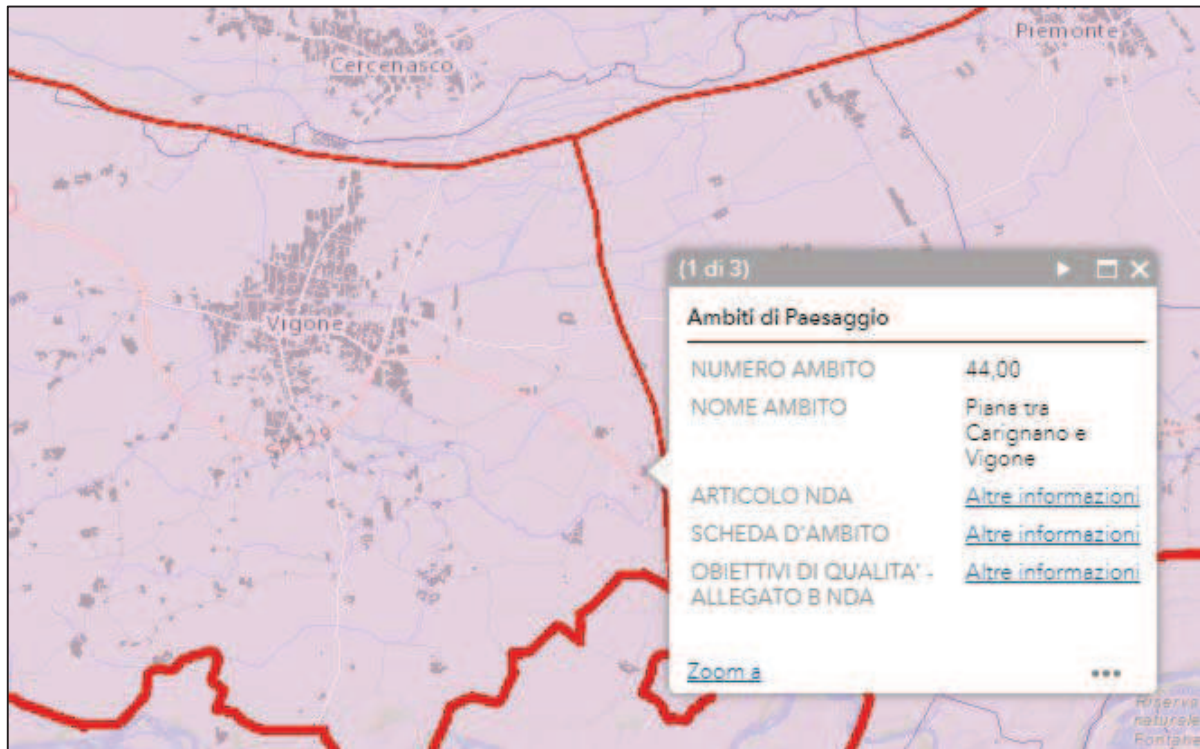 Piemonte
Cercenasco
Vigone
(1 di 3)
Ambiti di Paesaggio
NUMERO AMBITO 44,00
NOME AMBITO Piana tra
Carignano e
Vigone
ARTICOLO NDA Altre informazioni
SCHEDA D'AMBITO Altre informazioni
OBIETTIVI DI QUALITA' - Altre informazioni
ALLEGATO B NDA
Zoom a
Riserva
naturale
Fontane